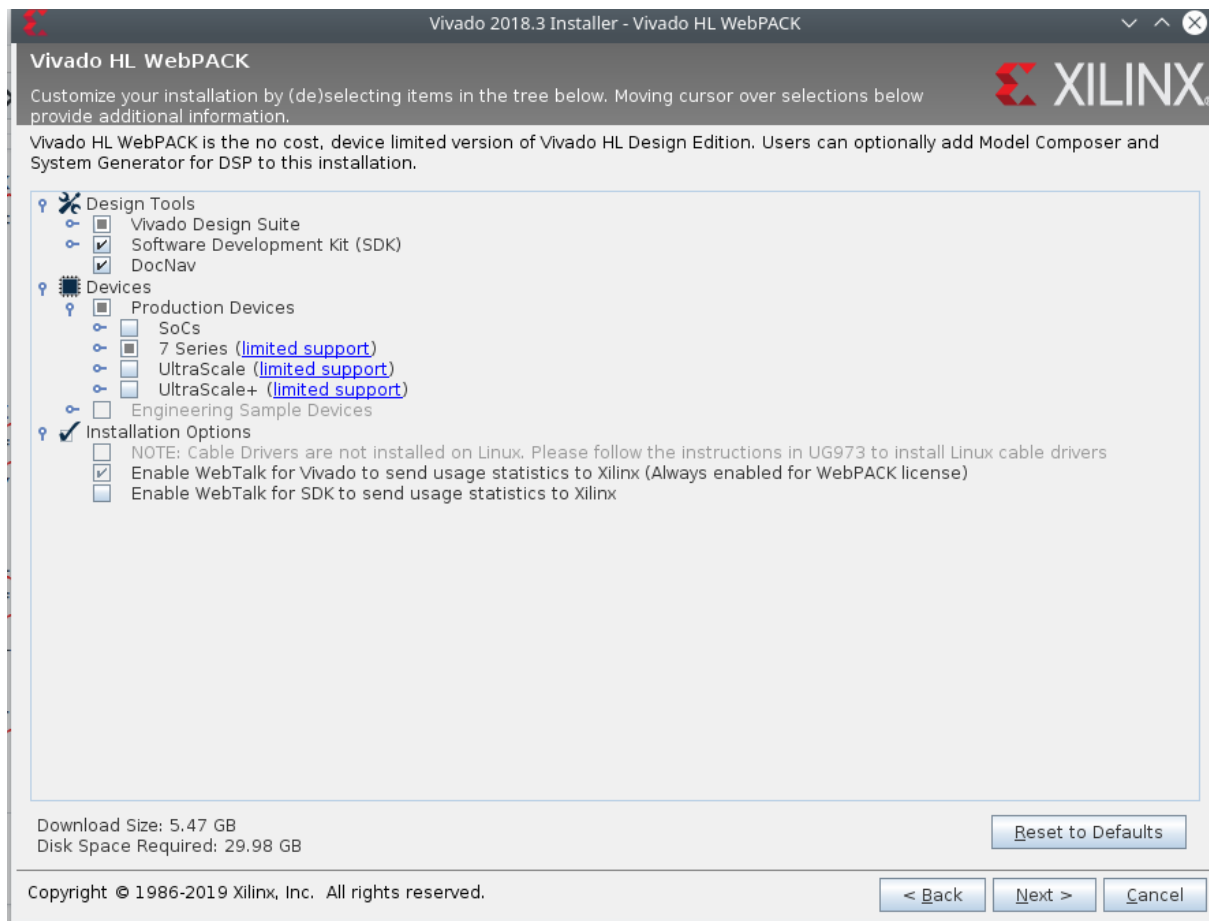 Vivado 2018.3 Installer - Vivado HL WebPACK
Vivado HL WebPACK
XILINX
Customize your installation by (de)selecting items in the tree below. Moving cursor over selections below
provide additional information.
Vivado HL WebPACK is the no cost, device limited version of Vivado HL Design Edition. Users can optionally add Model Composer and
System Generator for DSP to this installation.
Design Tools
Vivado Design Suite
Software Development Kit (SDK)
DocNav
Devices
Production Devices
SoCs
7 Series (limited support)
UltraScale (limited support)
UltraScale+ (limited support)
Engineering Sample Devices
Installation Options
NOTE: Cable Drivers are not installed on Linux. Please follow the instructions in UG973 to install Linux cable drivers
Enable WebTalk for Vivado to send usage statistics to Xilinx (Always enabled for WebPACK license)
Enable WebTalk for SDK to send usage statistics to Xilinx
Download Size: 5.47 GB
Disk Space Required: 29.98 GB
Reset to Defaults
Copyright © 1986-2019 Xilinx, Inc. All rights reserved.
< Back
Next >
Cancel